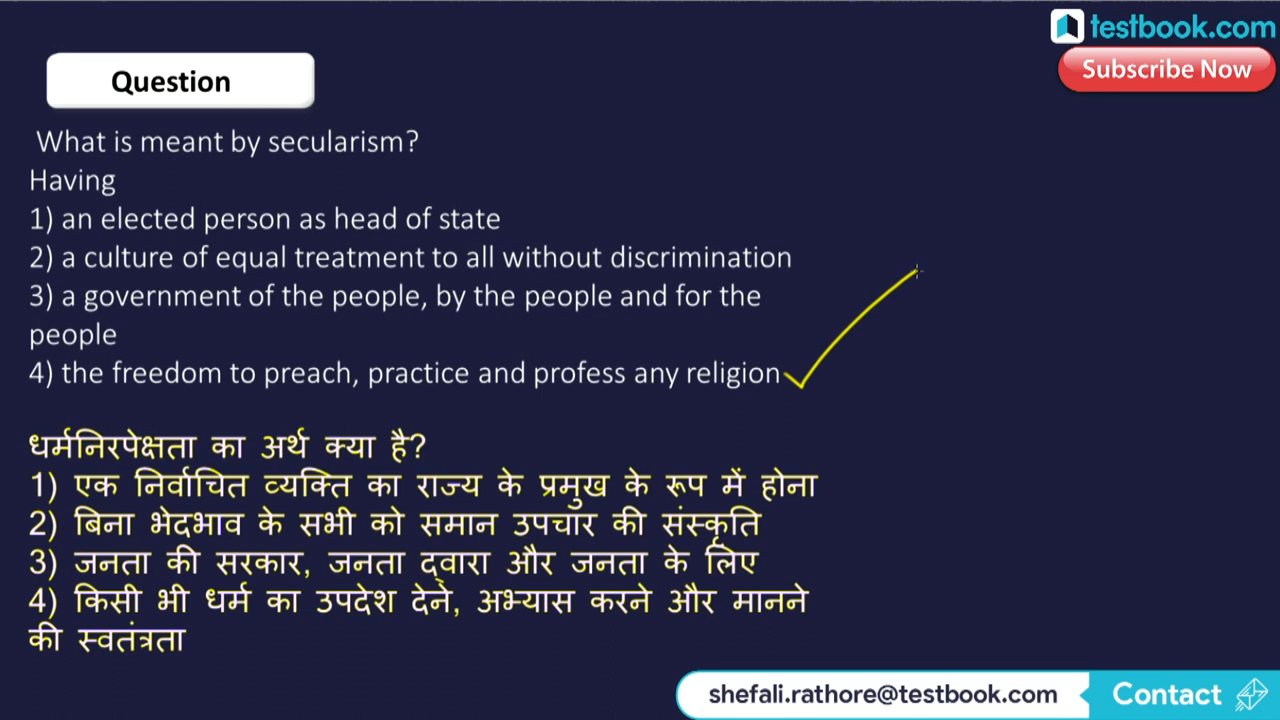 testbook.com
Subscribe Now
Question
What is meant by secularism?
Having
1) an elected person as head of state
2) a culture of equal treatment to all without discrimination
3) a government of the people, by the people and for the
people
4) the freedom to preach, practice and profess any religion
धर्मनिरपेक्षता का अर्थ क्या है?
1) एक निर्वाचित व्यक्ति का राज्य के प्रमुख के रूप में होना
2) बिना भेदभाव के सभी को समान उपचार की संस्कृति
3) जनता की सरकार, जनता द्वारा और जनता के लिए
4) किसी भी धर्म का उपदेश देने, अभ्यास करने और मानने
की स्वतंत्रता
shefali.rathore@testbook.com
Contact